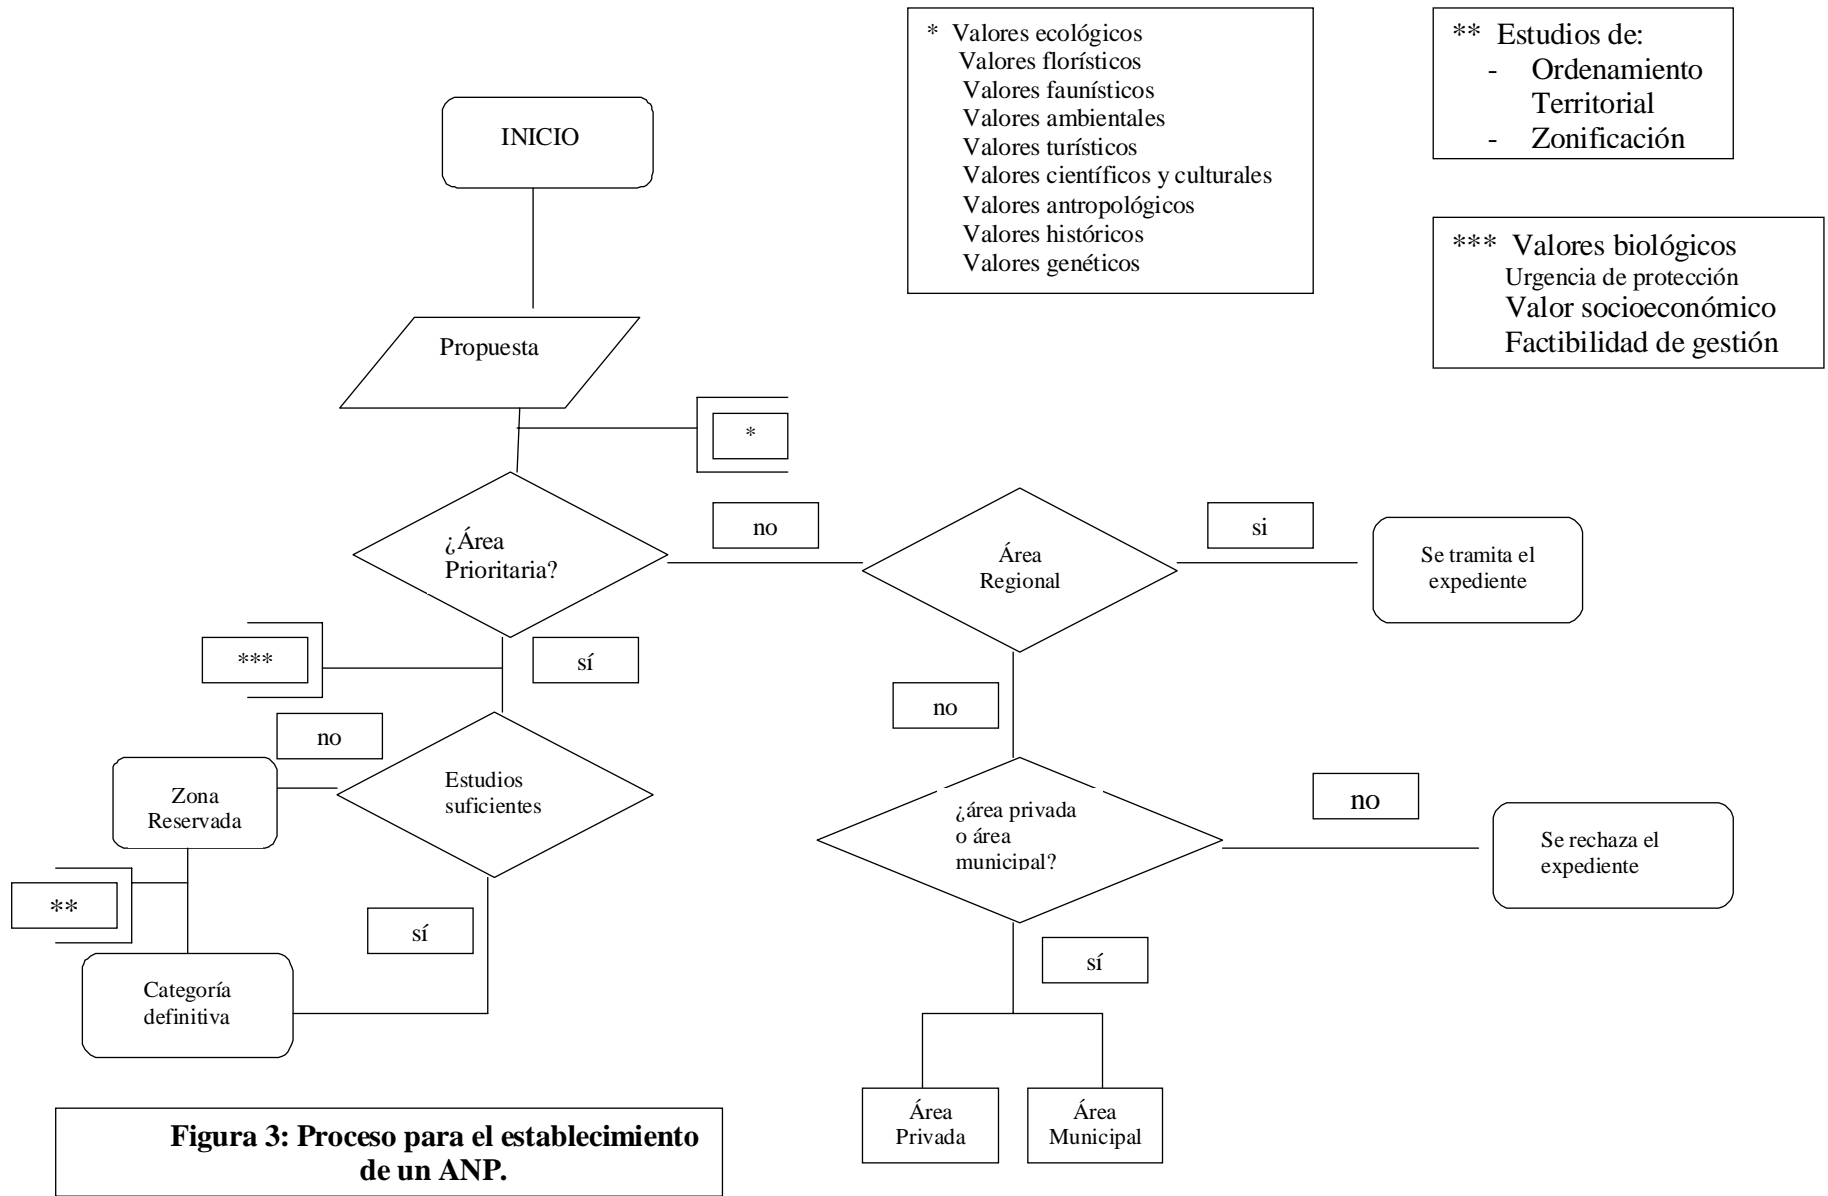 * Valores ecológicos
Valores florísticos
Valores faunísticos
Valores ambientales
Valores turísticos
Valores científicos y culturales
Valores antropológicos
Valores históricos
Valores genéticos
** Estudios de:
- Ordenamiento
Territorial
- Zonificación
*** Valores biológicos
Urgencia de protección
Valor socioeconómico
Factibilidad de gestión
INICIO
Propuesta
*
¿Área
Prioritaria?
no
Área
Regional
si
Se tramita el
expediente
***
sí
no
no
Zona
Reservada
Estudios
suficientes
¿área privada
o área
municipal?
no
Se rechaza el
expediente
**
sí
sí
Categoría
definitiva
Área
Privada
Área
Municipal
Figura 3: Proceso para el establecimiento
de un ANP.